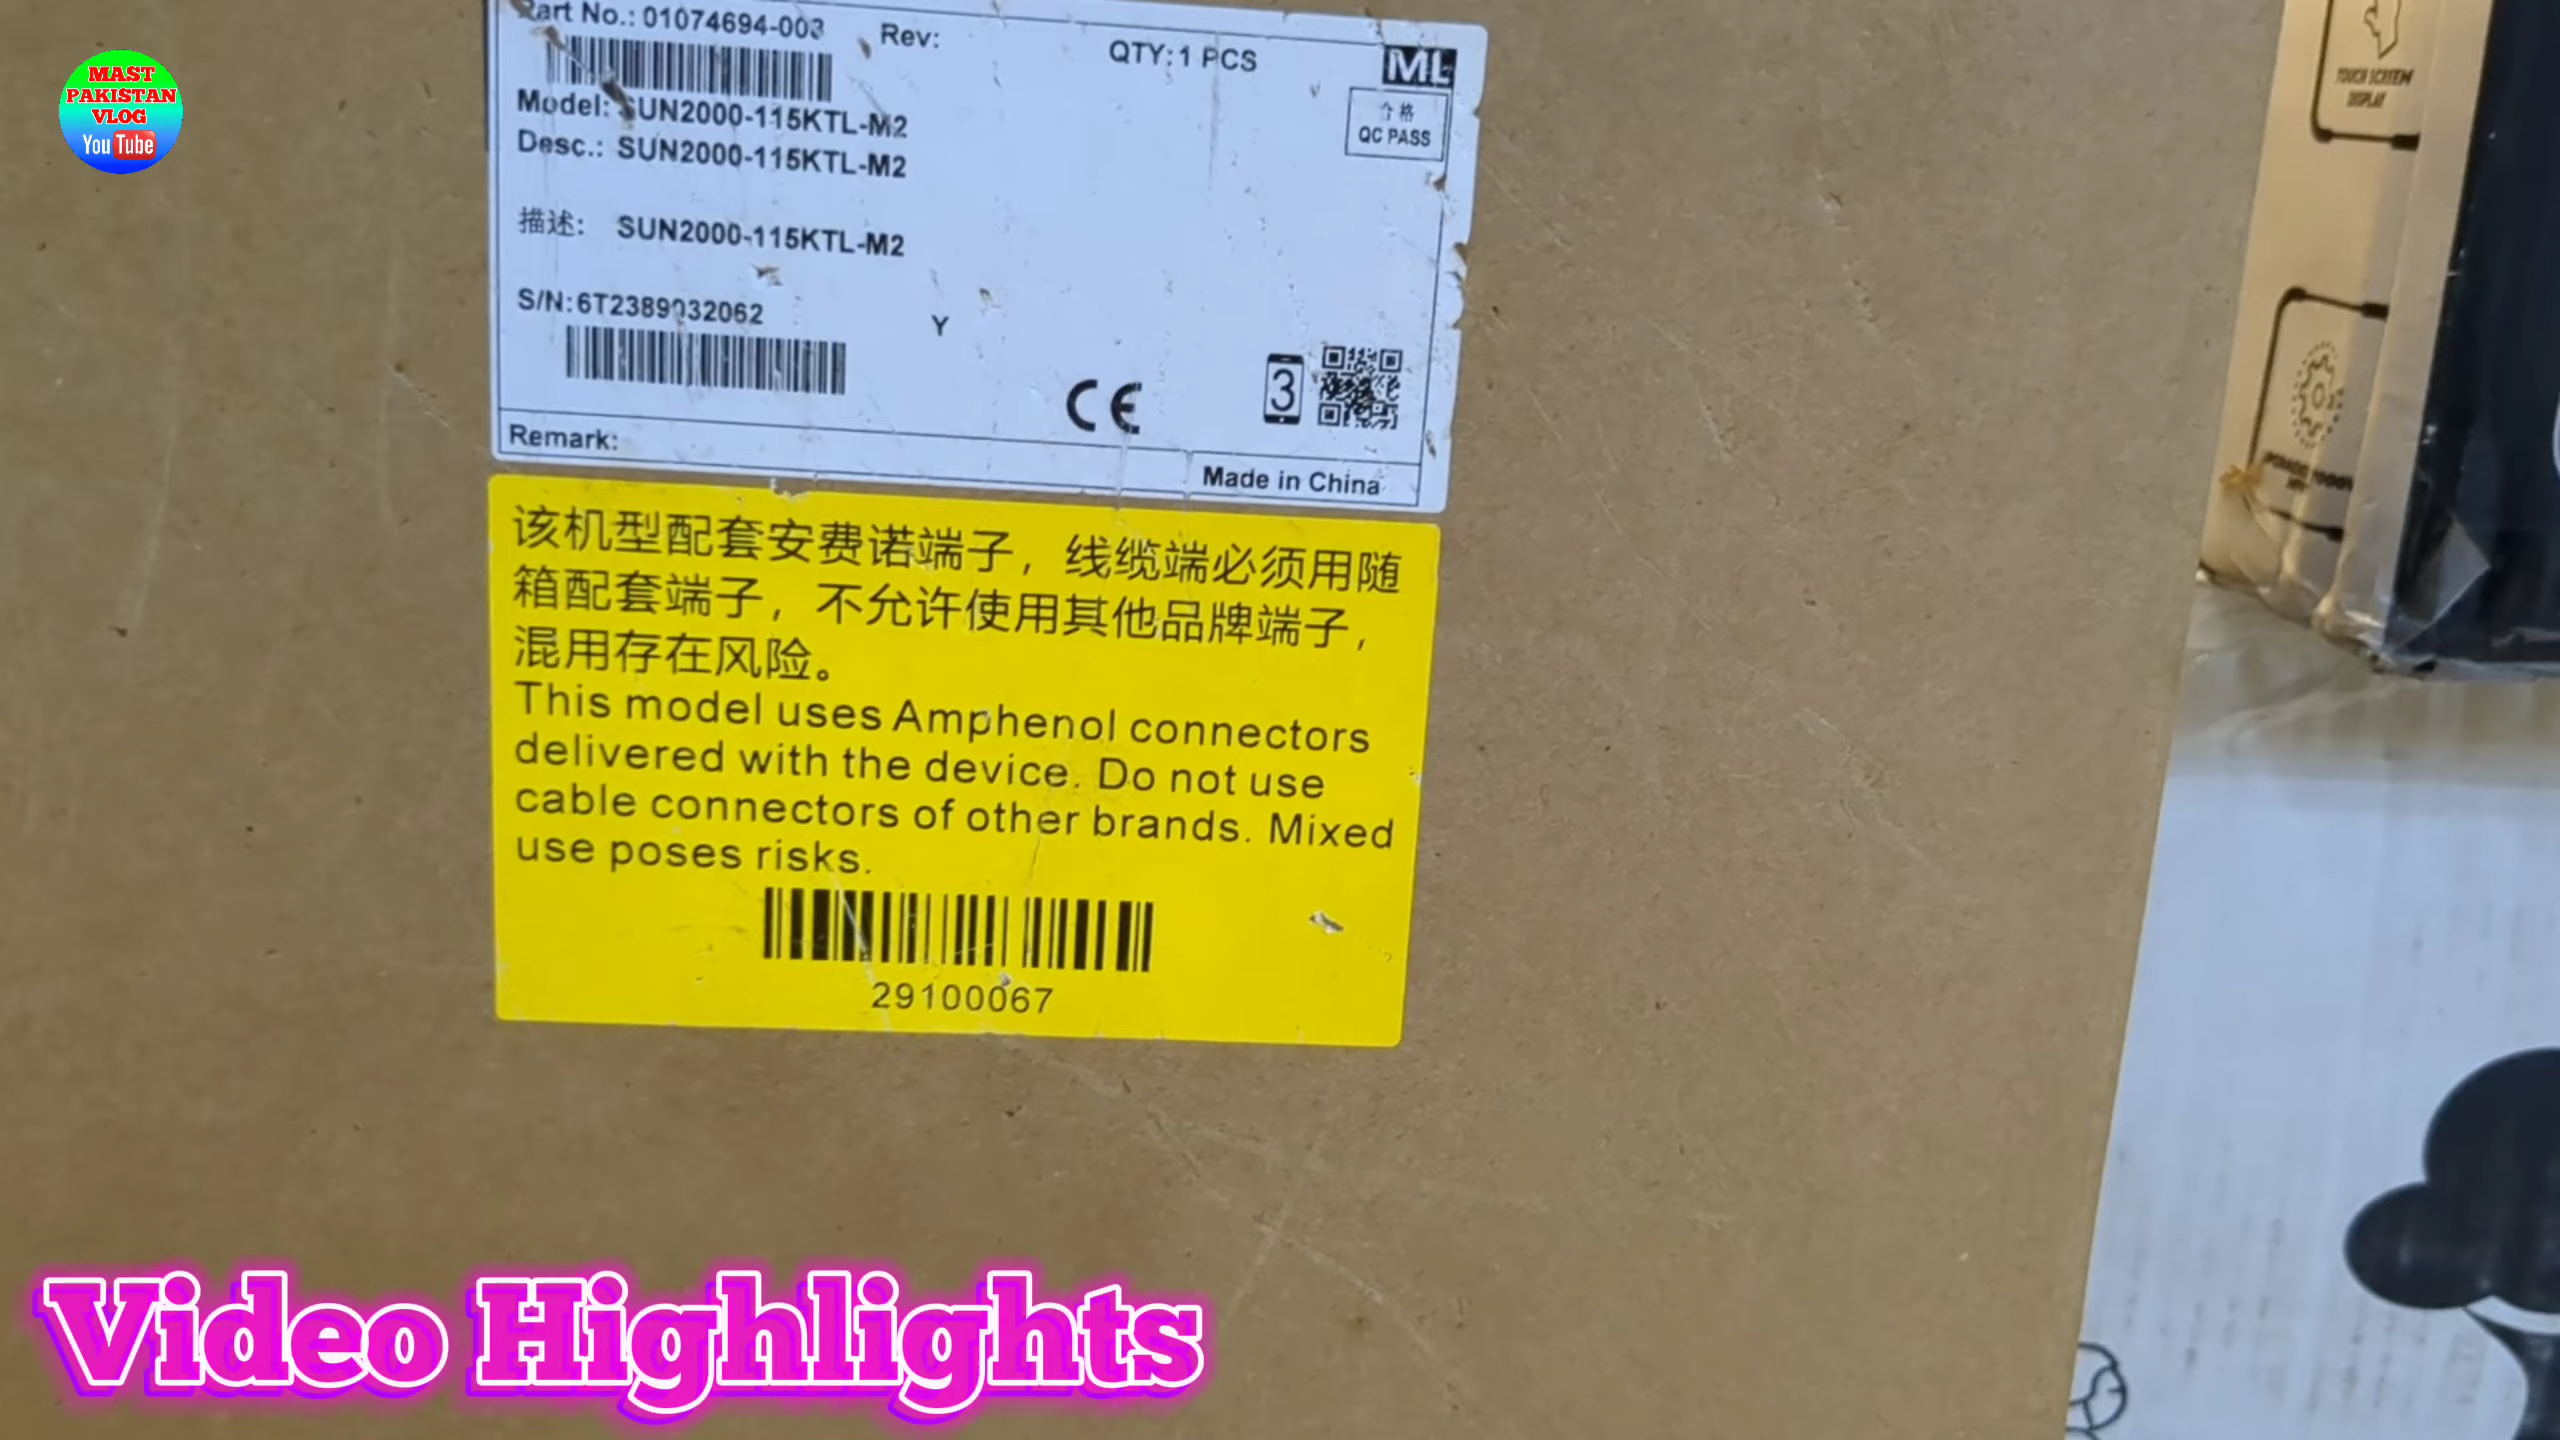 MAST
PAKISTAN
VLOG
YouTube
Part No.: 01074694-003
Rev:
QTY: 1 PCS
ML
Model: SUN2000-115KTL-M2
合格
QC PASS
Desc.: SUN2000-115KTL-M2
描述: SUN2000-115KTL-M2
S/N: 6T2389032062
Y
CE
3
Remark:
Made in China
该机型配套安费诺端子，线缆端必须用随
箱配套端子，不允许使用其他品牌端子，
混用存在风险。
This model uses Amphenol connectors
delivered with the device. Do not use
cable connectors of other brands. Mixed
use poses risks.
29100067
TOUCH SCREEN
DISPLAY
Video Highlights